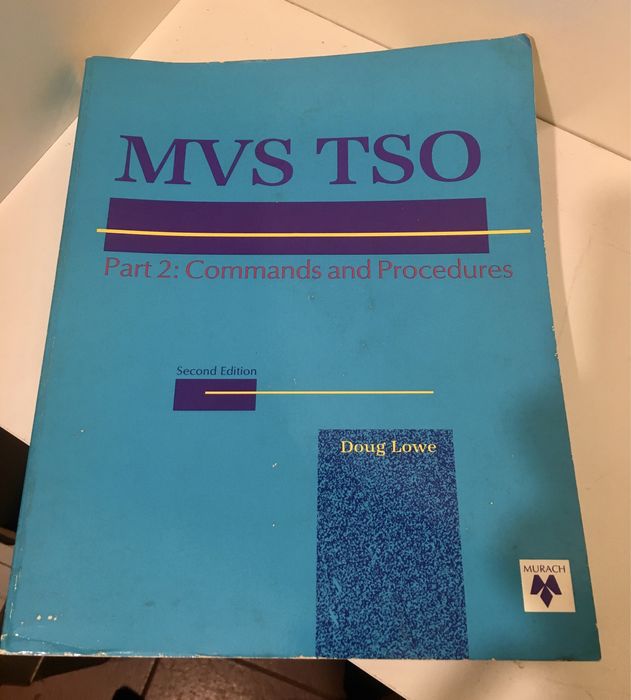 MVS TSO
Part 2: Commands and Procedures
Second Edition
Doug Lowe
MURACH